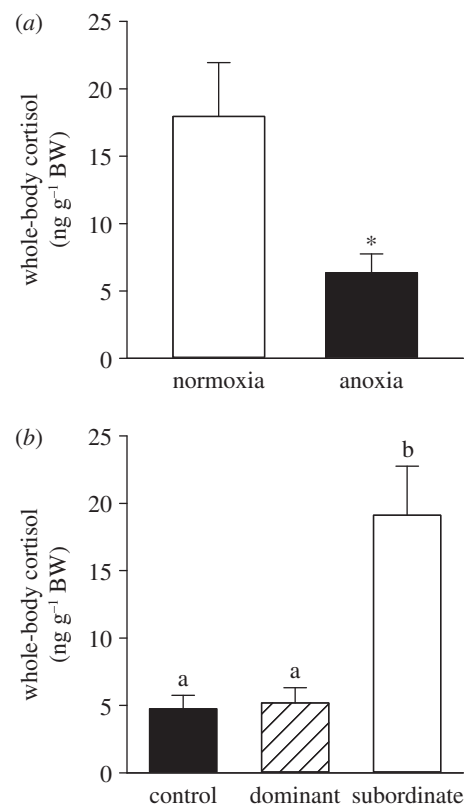 (a)
25
20
15
10
5
0
whole-body cortisol
(ng g⁻¹ BW)
*
normoxia anoxia
(b)
25
20
15
10
5
0
whole-body cortisol
(ng g⁻¹ BW)
a a b
control dominant subordinate